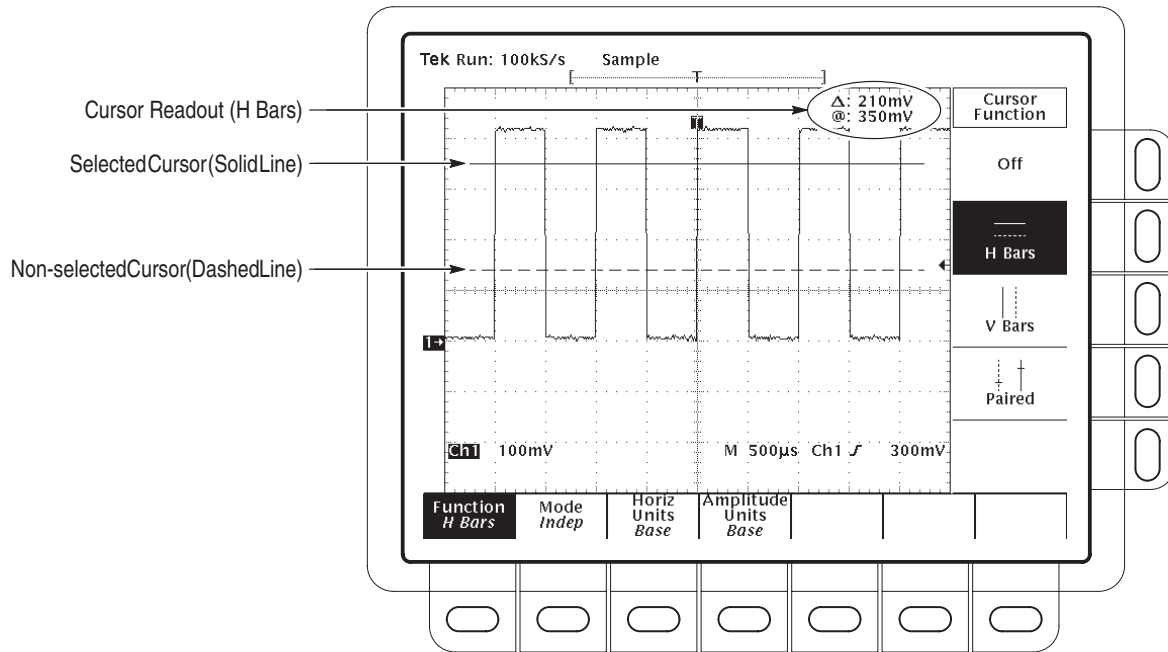 Tek Run: 100kS/s Sample
[ T ]
Cursor Readout (H Bars)
Δ: 210mV
@: 350mV
Cursor
Function
T
SelectedCursor(SolidLine)
Off
Non-selectedCursor(DashedLine)
H Bars
V Bars
1→
Paired
Ch1 100mV M 500µs Ch1 300mV
Function
H Bars
Mode
Indep
Horiz
Units
Base
Amplitude
Units
Base